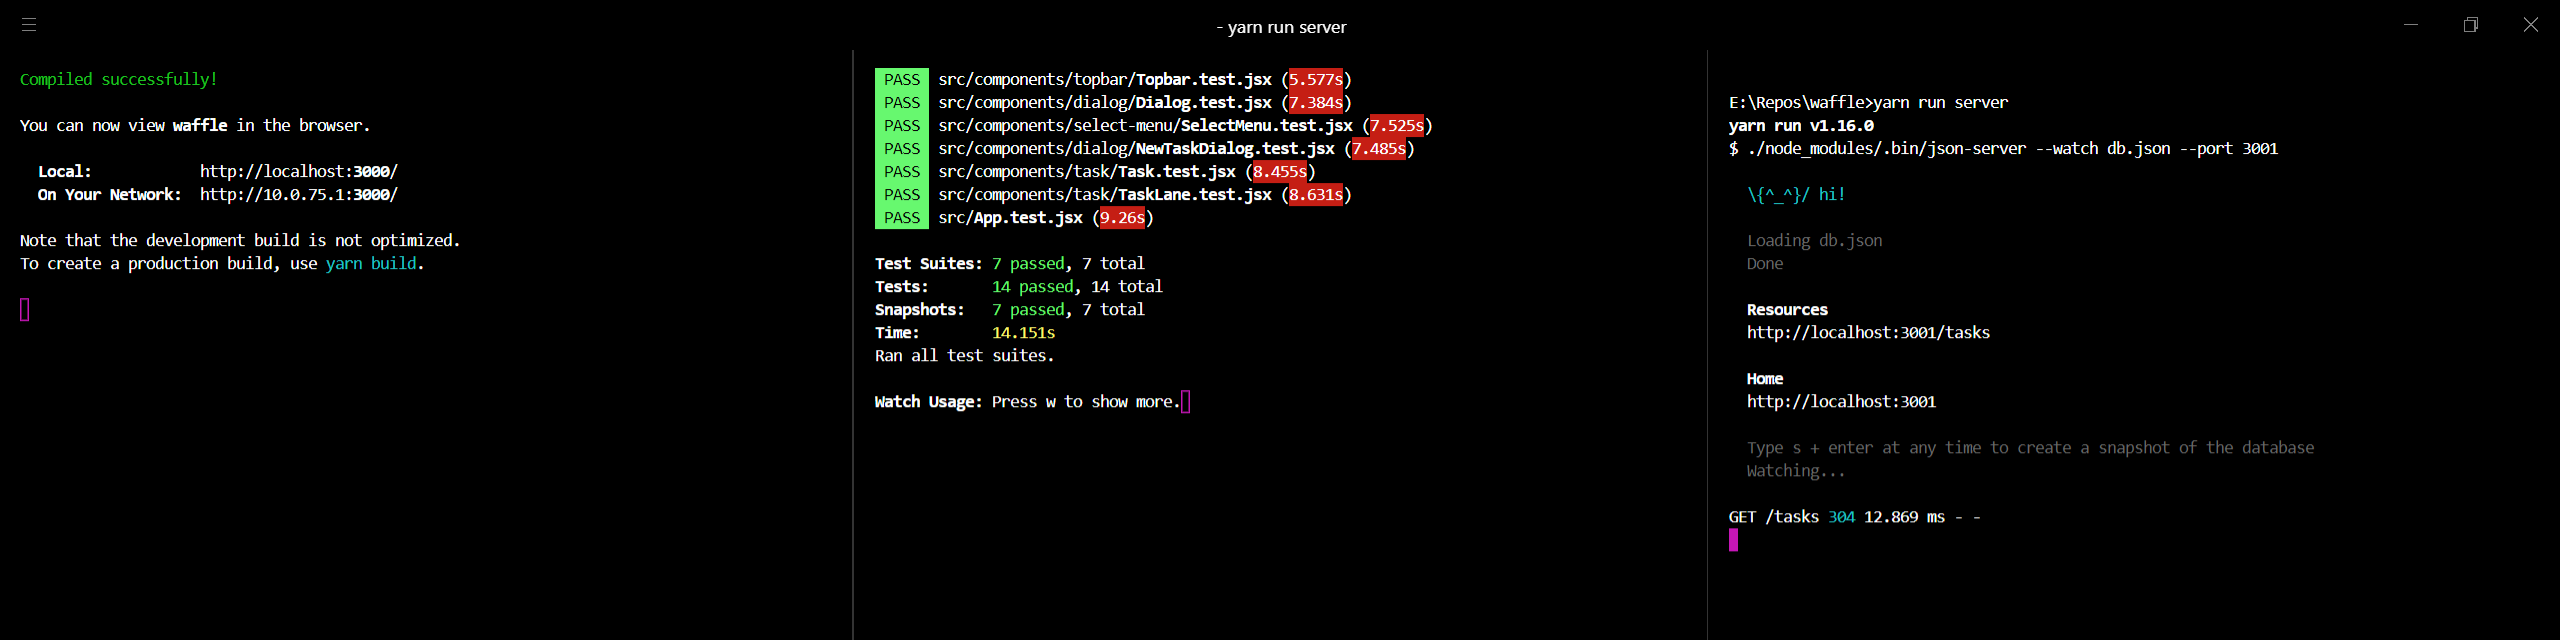 - yarn run server
Compiled successfully!
You can now view waffle in the browser.
Local: http://localhost:3000/
On Your Network: http://10.0.75.1:3000/
Note that the development build is not optimized.
To create a production build, use yarn build.
PASS src/components/topbar/Topbar.test.jsx (5.577s)
PASS src/components/dialog/Dialog.test.jsx (7.384s)
PASS src/components/select-menu/SelectMenu.test.jsx (7.525s)
PASS src/components/dialog/NewTaskDialog.test.jsx (7.485s)
PASS src/components/task/Task.test.jsx (8.455s)
PASS src/components/task/TaskLane.test.jsx (8.631s)
PASS src/App.test.jsx (9.26s)
Test Suites: 7 passed, 7 total
Tests: 14 passed, 14 total
Snapshots: 7 passed, 7 total
Time: 14.151s
Ran all test suites.
Watch Usage: Press w to show more.
E:\Repos\waffle>yarn run server
yarn run v1.16.0
$ ./node_modules/.bin/json-server --watch db.json --port 3001
\{^_^}/ hi!
Loading db.json
Done
Resources
http://localhost:3001/tasks
Home
http://localhost:3001
Type s + enter at any time to create a snapshot of the database
Watching...
GET /tasks 304 12.869 ms - -